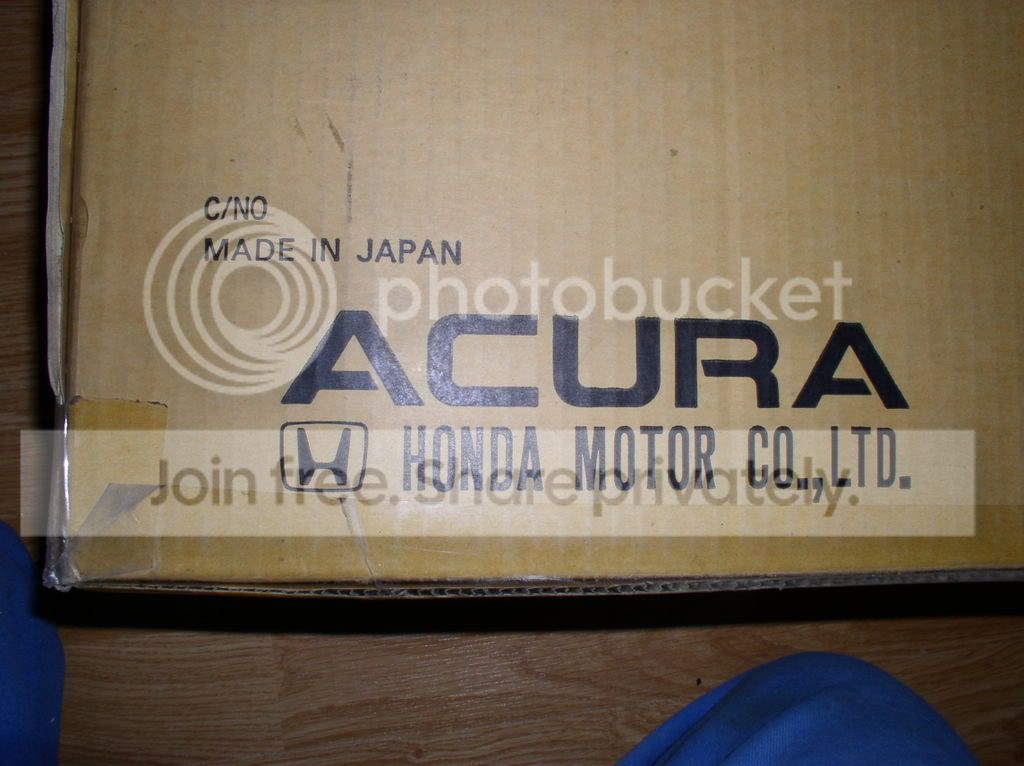 C/NO
MADE IN JAPAN
photobucket
ACURA
HONDA MOTOR CO.,LTD.
Join free. Share privately.